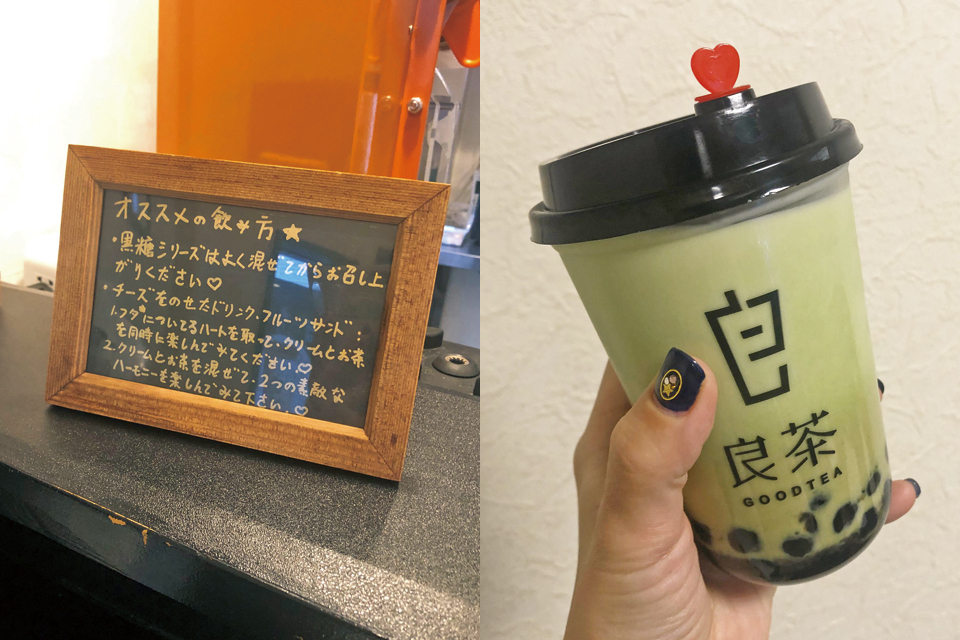 オススメの飲み方★
・黒糖シリーズはよく混ぜてからお召し上
がりください♡
・チーズをのせたドリンク、フルーツサンド：
1.フタについてるハートを取って、クリームとお茶
を同時に楽しんでみてください。♡
2.クリームとお茶を混ぜて、2つの素敵な
ハーモニーを楽しんでみて下さい。♡
良茶
GOODTEA